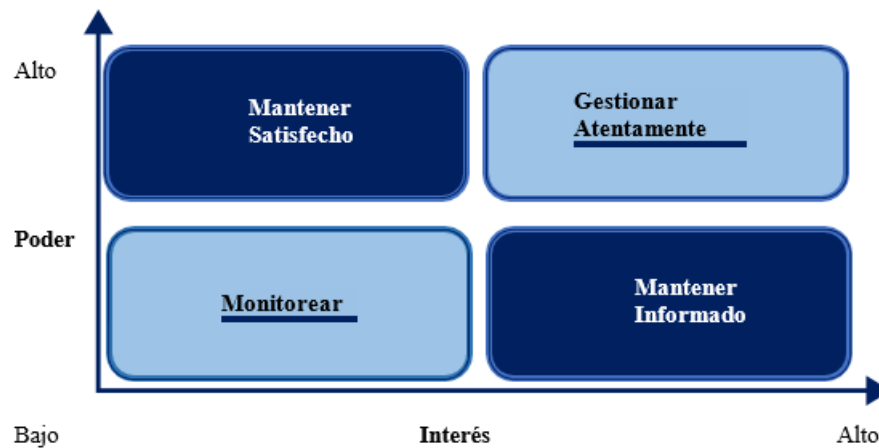 Alto
Mantener
Satisfecho
Gestionar
Atentamente
Poder
Monitorear
Mantener
Informado
Bajo
Interés
Alto